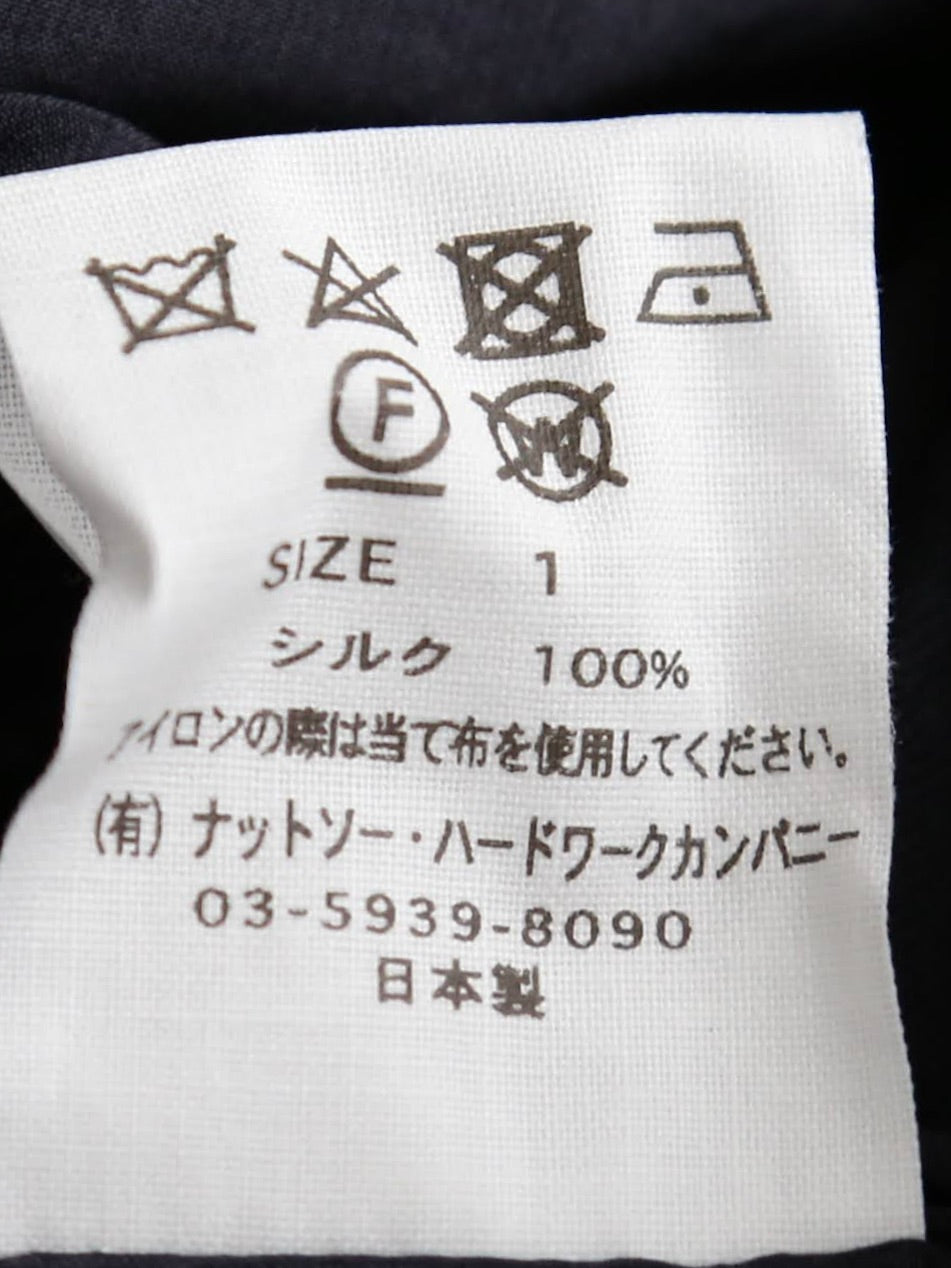 F W
SIZE 1
シルク 100%
アイロンの際は当て布を使用してください。
(有) ナットソー・ハードワークカンパニー
03-5939-8090
日本製